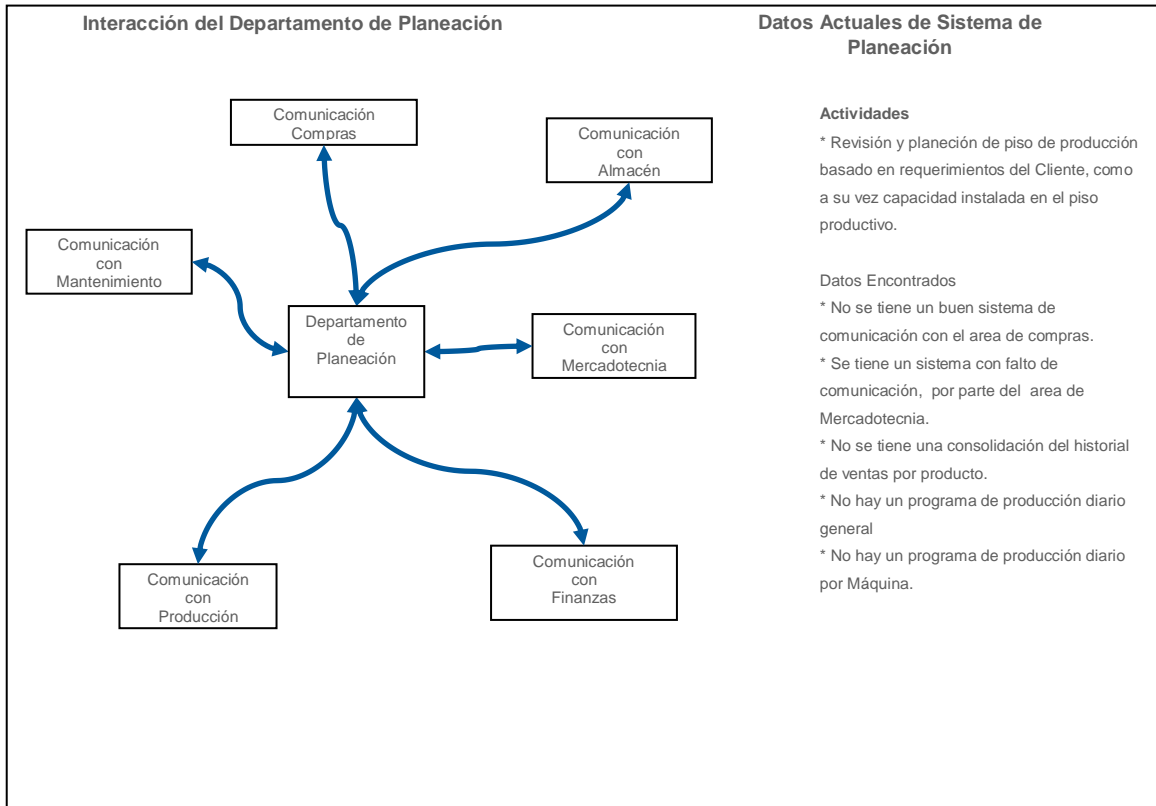 Interacción del Departamento de Planeación
Datos Actuales de Sistema de
Planeación
Comunicación
Compras
Comunicación
con
Almacén
Comunicación
con
Mantenimiento
Departamento
de
Planeación
Comunicación
con
Mercadotecnia
Comunicación
con
Producción
Comunicación
con
Finanzas
Actividades
* Revisión y planeción de piso de producción
basado en requerimientos del Cliente, como
a su vez capacidad instalada en el piso
productivo.
Datos Encontrados
* No se tiene un buen sistema de
comunicación con el area de compras.
* Se tiene un sistema con falto de
comunicación, por parte del area de
Mercadotecnia.
* No se tiene una consolidación del historial
de ventas por producto.
* No hay un programa de producción diario
general
* No hay un programa de producción diario
por Máquina.